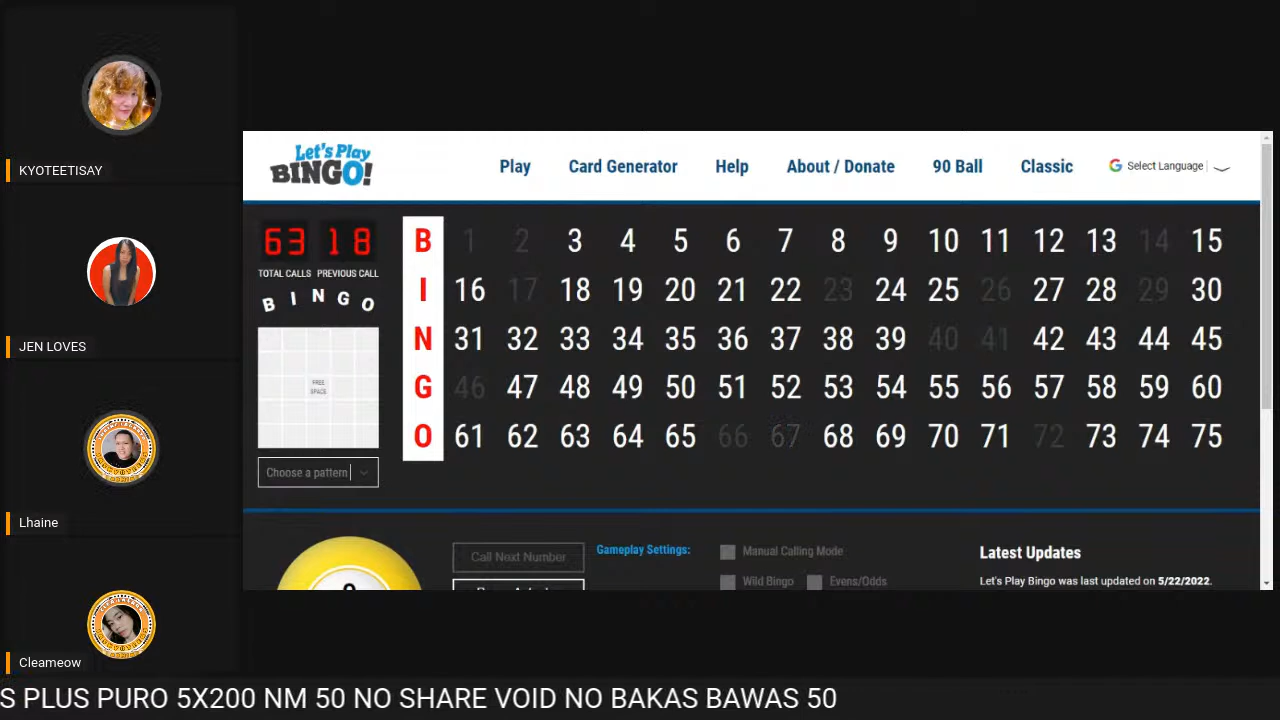 KYOTEETISAY
JEN LOVES
Lhaine
Cleameow
Let's Play
BINGO!
Play Card Generator Help About / Donate 90 Ball Classic Select Language
63 18
TOTAL CALLS PREVIOUS CALL
B I N G O
FREE
SPACE
Choose a pattern
B 1 2 3 4 5 6 7 8 9 10 11 12 13 14 15
I 16 17 18 19 20 21 22 23 24 25 26 27 28 29 30
N 31 32 33 34 35 36 37 38 39 40 41 42 43 44 45
G 46 47 48 49 50 51 52 53 54 55 56 57 58 59 60
O 61 62 63 64 65 66 67 68 69 70 71 72 73 74 75
Call Next Number
Gameplay Settings:
Manual Calling Mode
Wild Bingo Evens/Odds
Latest Updates
Let's Play Bingo was last updated on 5/22/2022.
S PLUS PURO 5X200 NM 50 NO SHARE VOID NO BAKAS BAWAS 50